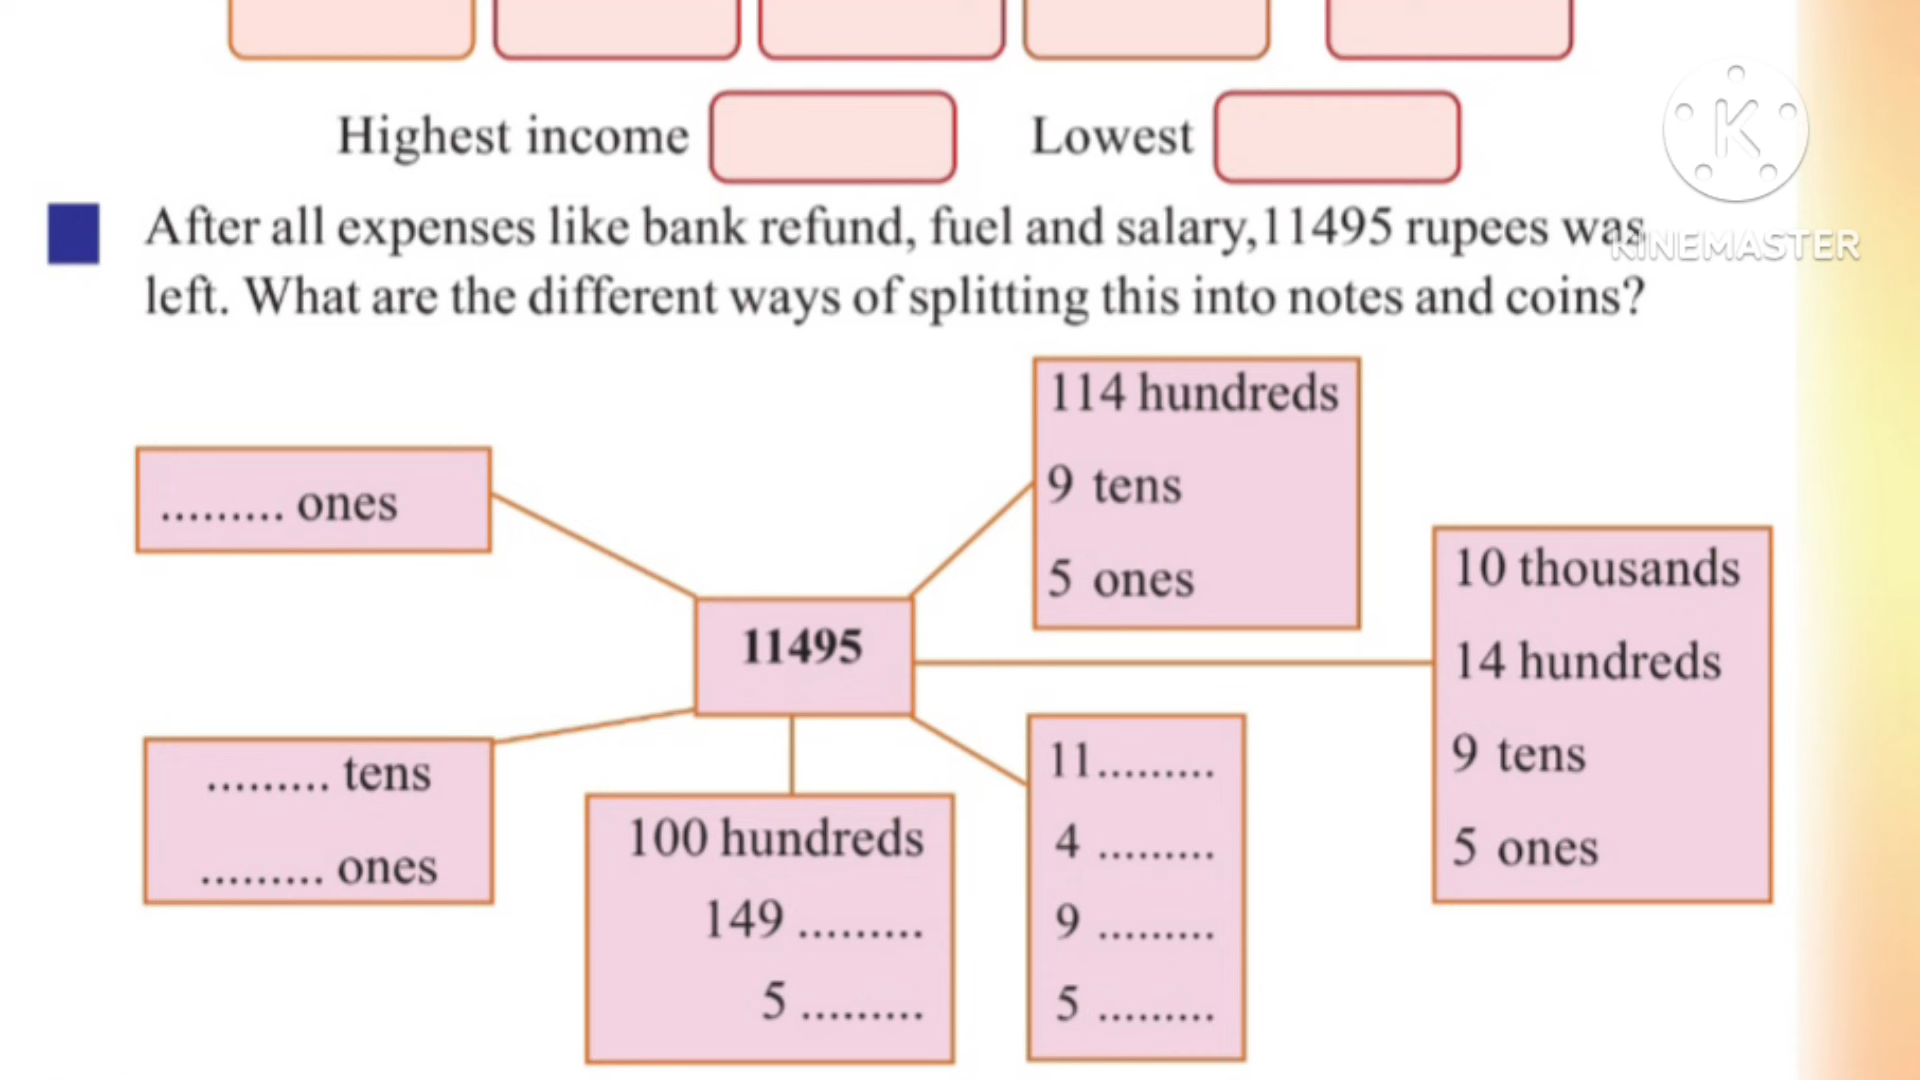 Highest income
Lowest
K
KINEMASTER
After all expenses like bank refund, fuel and salary,11495 rupees was
left. What are the different ways of splitting this into notes and coins?
......... ones
114 hundreds
9 tens
5 ones
11495
10 thousands
14 hundreds
9 tens
5 ones
......... tens
......... ones
100 hundreds
149 .........
5 .........
11.........
4 .........
9 .........
5 .........